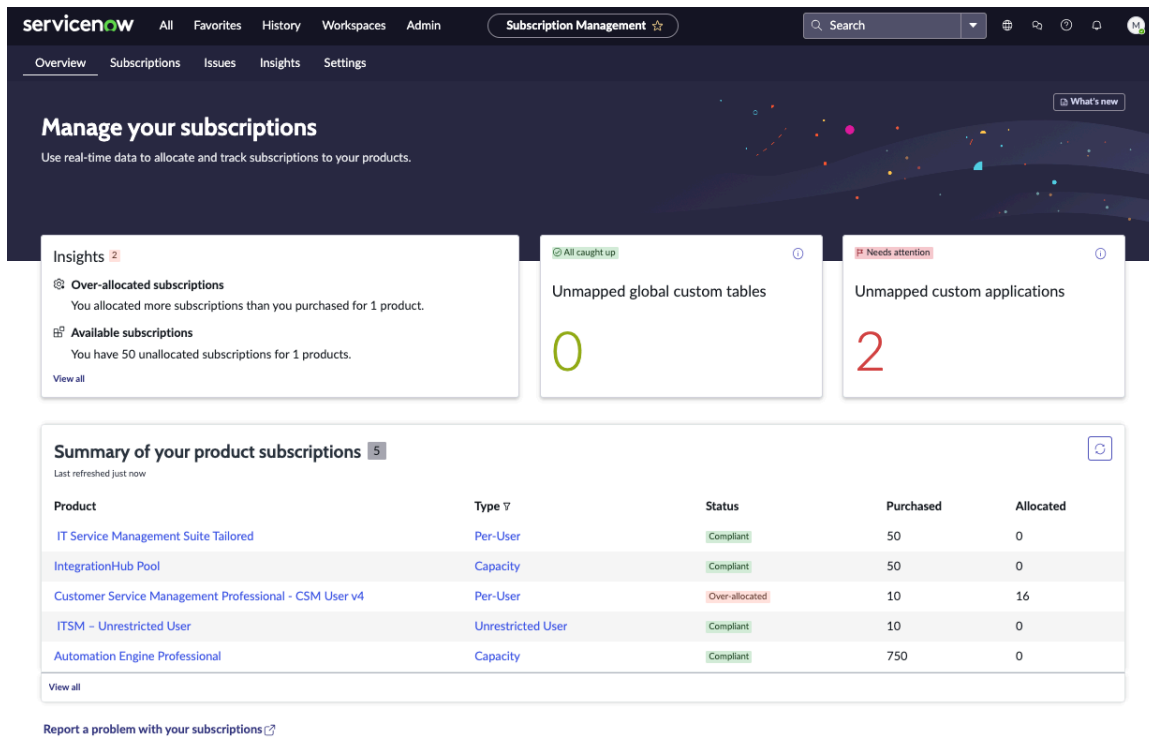 servicenow All Favorites History Workspaces Admin Subscription Management Search M
Overview Subscriptions Issues Insights Settings
What's new
Manage your subscriptions
Use real-time data to allocate and track subscriptions to your products.
Insights 2
Over-allocated subscriptions
You allocated more subscriptions than you purchased for 1 product.
Available subscriptions
You have 50 unallocated subscriptions for 1 products.
View all
All caught up
Unmapped global custom tables
0
Needs attention
Unmapped custom applications
2
Summary of your product subscriptions 5
Last refreshed just now
Product Type Status Purchased Allocated
IT Service Management Suite Tailored Per-User Compliant 50 0
IntegrationHub Pool Capacity Compliant 50 0
Customer Service Management Professional - CSM User v4 Per-User Over-allocated 10 16
ITSM – Unrestricted User Unrestricted User Compliant 10 0
Automation Engine Professional Capacity Compliant 750 0
View all
Report a problem with your subscriptions